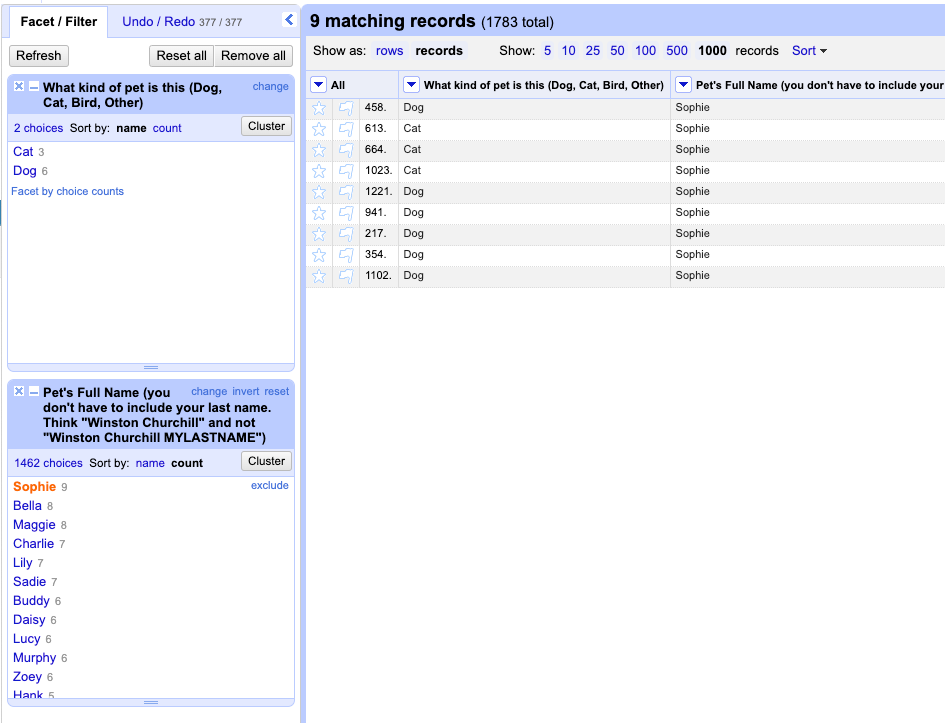 Facet / Filter Undo / Redo 377 / 377
Refresh Reset all Remove all
What kind of pet is this (Dog, Cat, Bird, Other) change
2 choices Sort by: name count Cluster
Cat 3
Dog 6
Facet by choice counts
Pet's Full Name (you change invert reset
don't have to include your last name.
Think "Winston Churchill" and not
"Winston Churchill MYLASTNAME")
1462 choices Sort by: name count Cluster
Sophie 9 exclude
Bella 8
Maggie 8
Charlie 7
Lily 7
Sadie 7
Buddy 6
Daisy 6
Lucy 6
Murphy 6
Zoey 6
Hank 5
9 matching records (1783 total)
Show as: rows records Show: 5 10 25 50 100 500 1000 records Sort
All What kind of pet is this (Dog, Cat, Bird, Other) Pet's Full Name (you don't have to include your
458. Dog Sophie
613. Cat Sophie
664. Cat Sophie
1023. Cat Sophie
1221. Dog Sophie
941. Dog Sophie
217. Dog Sophie
354. Dog Sophie
1102. Dog Sophie